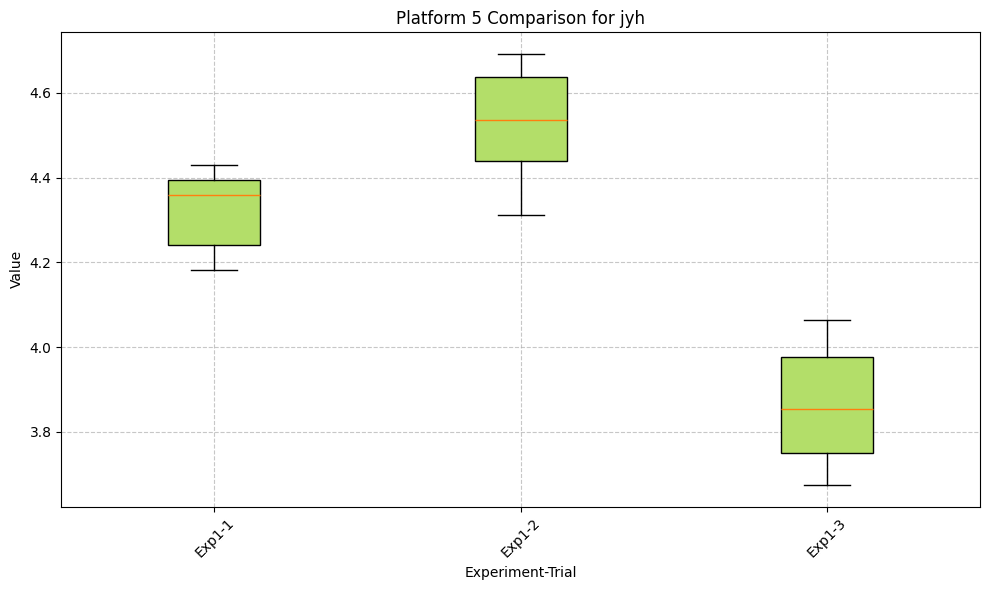 Platform 5 Comparison for jyh
Value
4.6
4.4
4.2
4.0
3.8
Exp1-1
Exp1-2
Exp1-3
Experiment-Trial